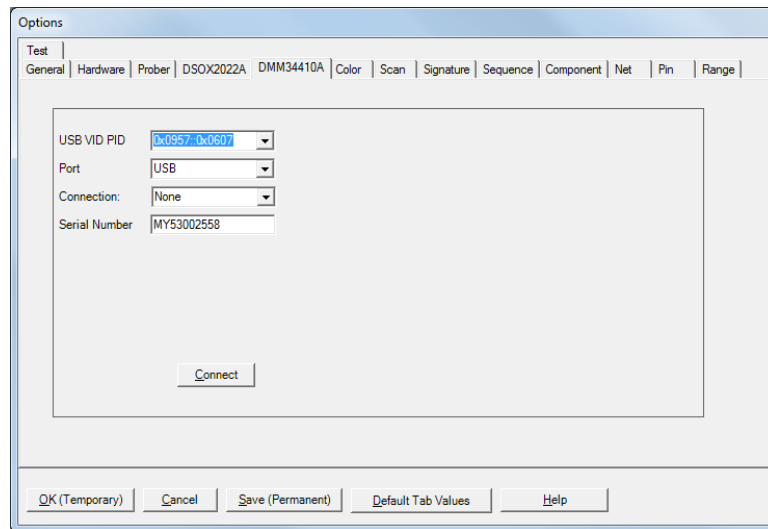 Options
Test
General Hardware Prober DSOX2022A DMM34410A Color Scan Signature Sequence Component Net Pin Range
USB VID PID 0x0957::0x0607
Port USB
Connection: None
Serial Number MY53002558
Connect
OK (Temporary) Cancel Save (Permanent) Default Tab Values Help